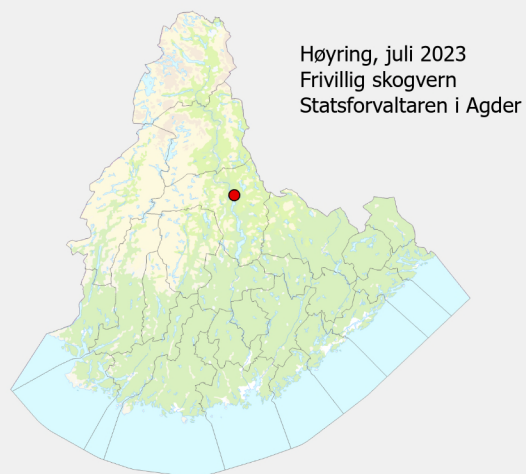 Høyring, juli 2023
Frivillig skogvern
Statsforvaltaren i Agder